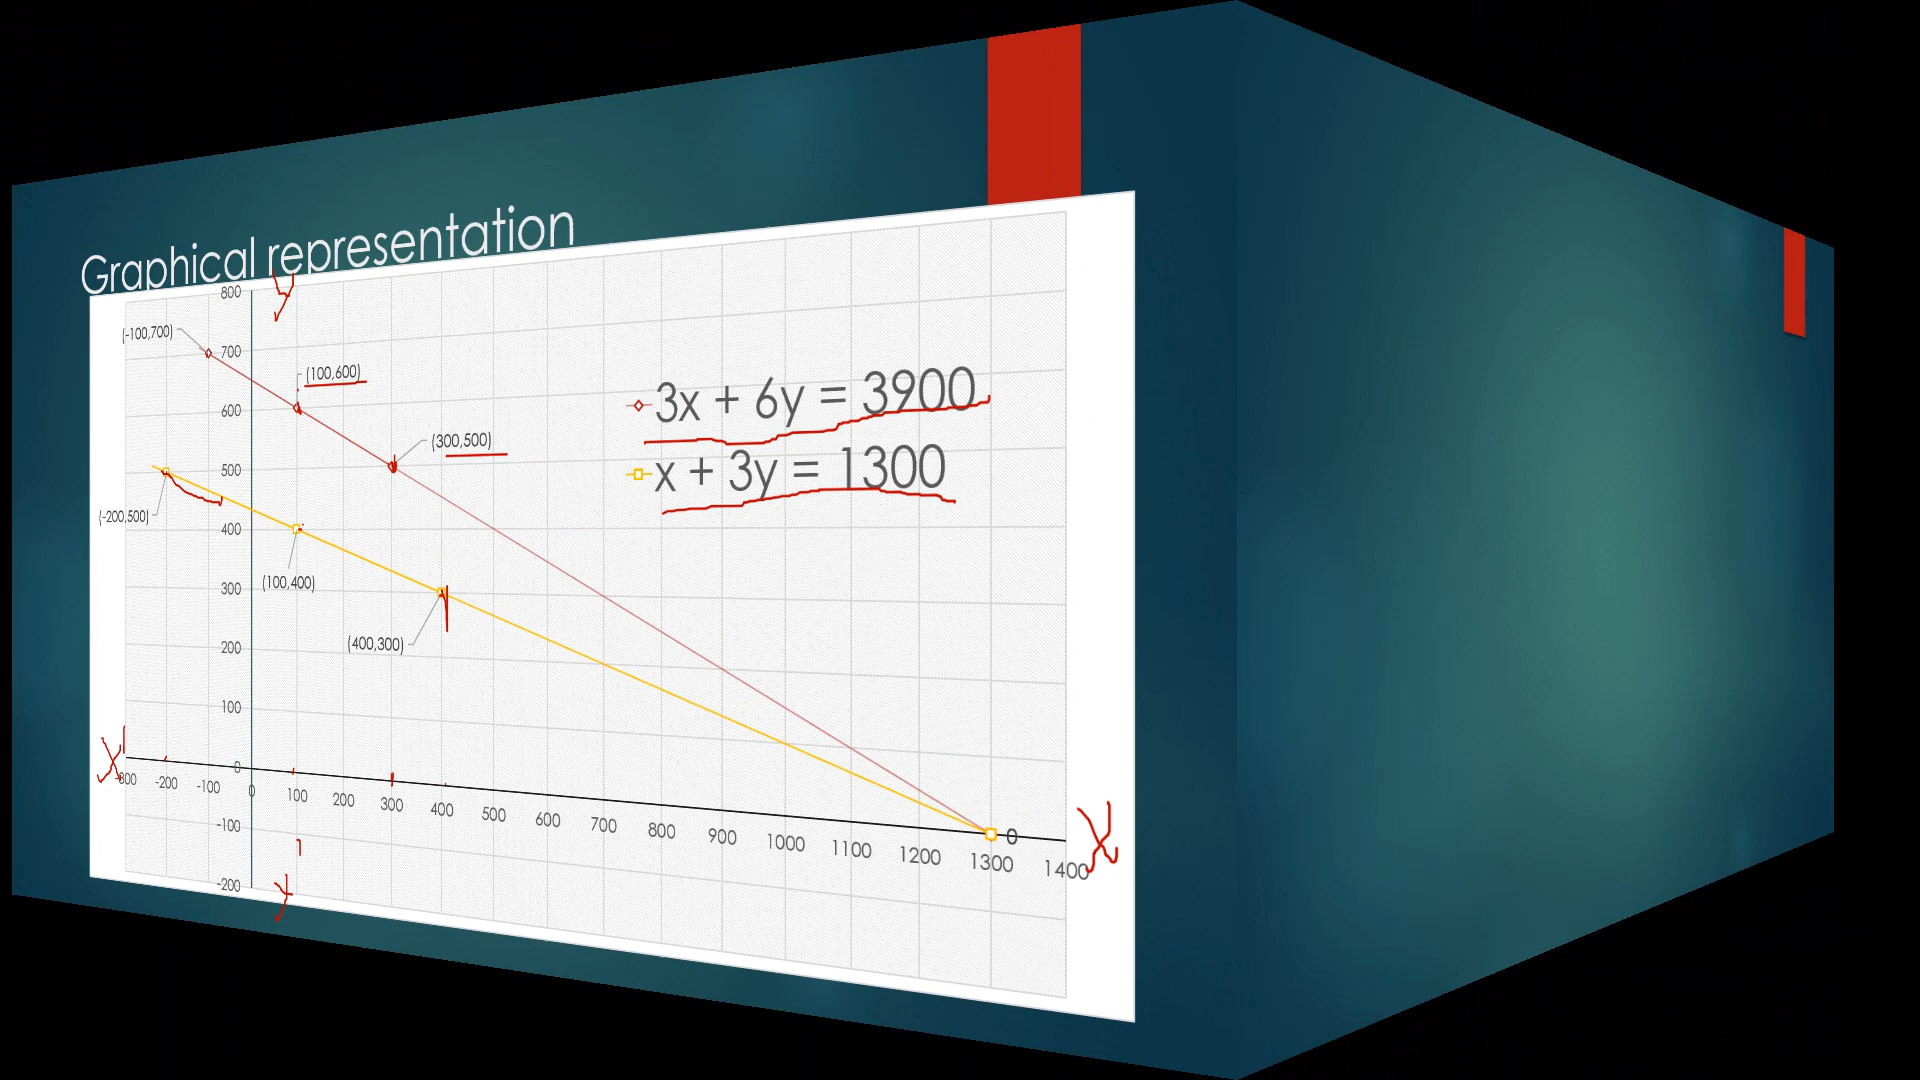 Graphical representation
Y
800
(-100,700)
700
(100,600)
600
3x + 6y = 3900
(300,500)
500
x + 3y = 1300
(-200,500)
400
(100,400)
300
(400,300)
200
100
X'
0
0
-300 -200 -100 0 100 200 300 400 500 600 700 800 900 1000 1100 1200 1300 1400
X
-100
-200
y